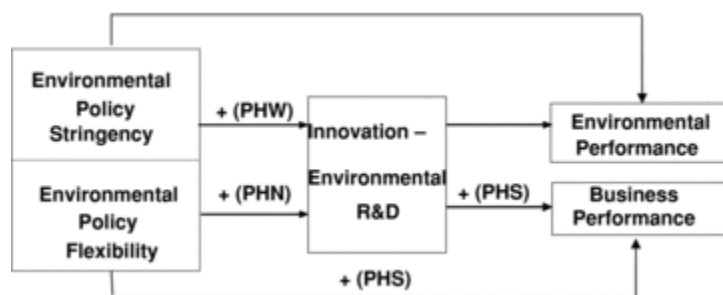 Environmental
Policy
Stringency
+ (PHW)
Innovation –
Environmental
R&D
Environmental
Performance
Environmental
Policy
Flexibility
+ (PHN)
+ (PHS)
Business
Performance
+ (PHS)